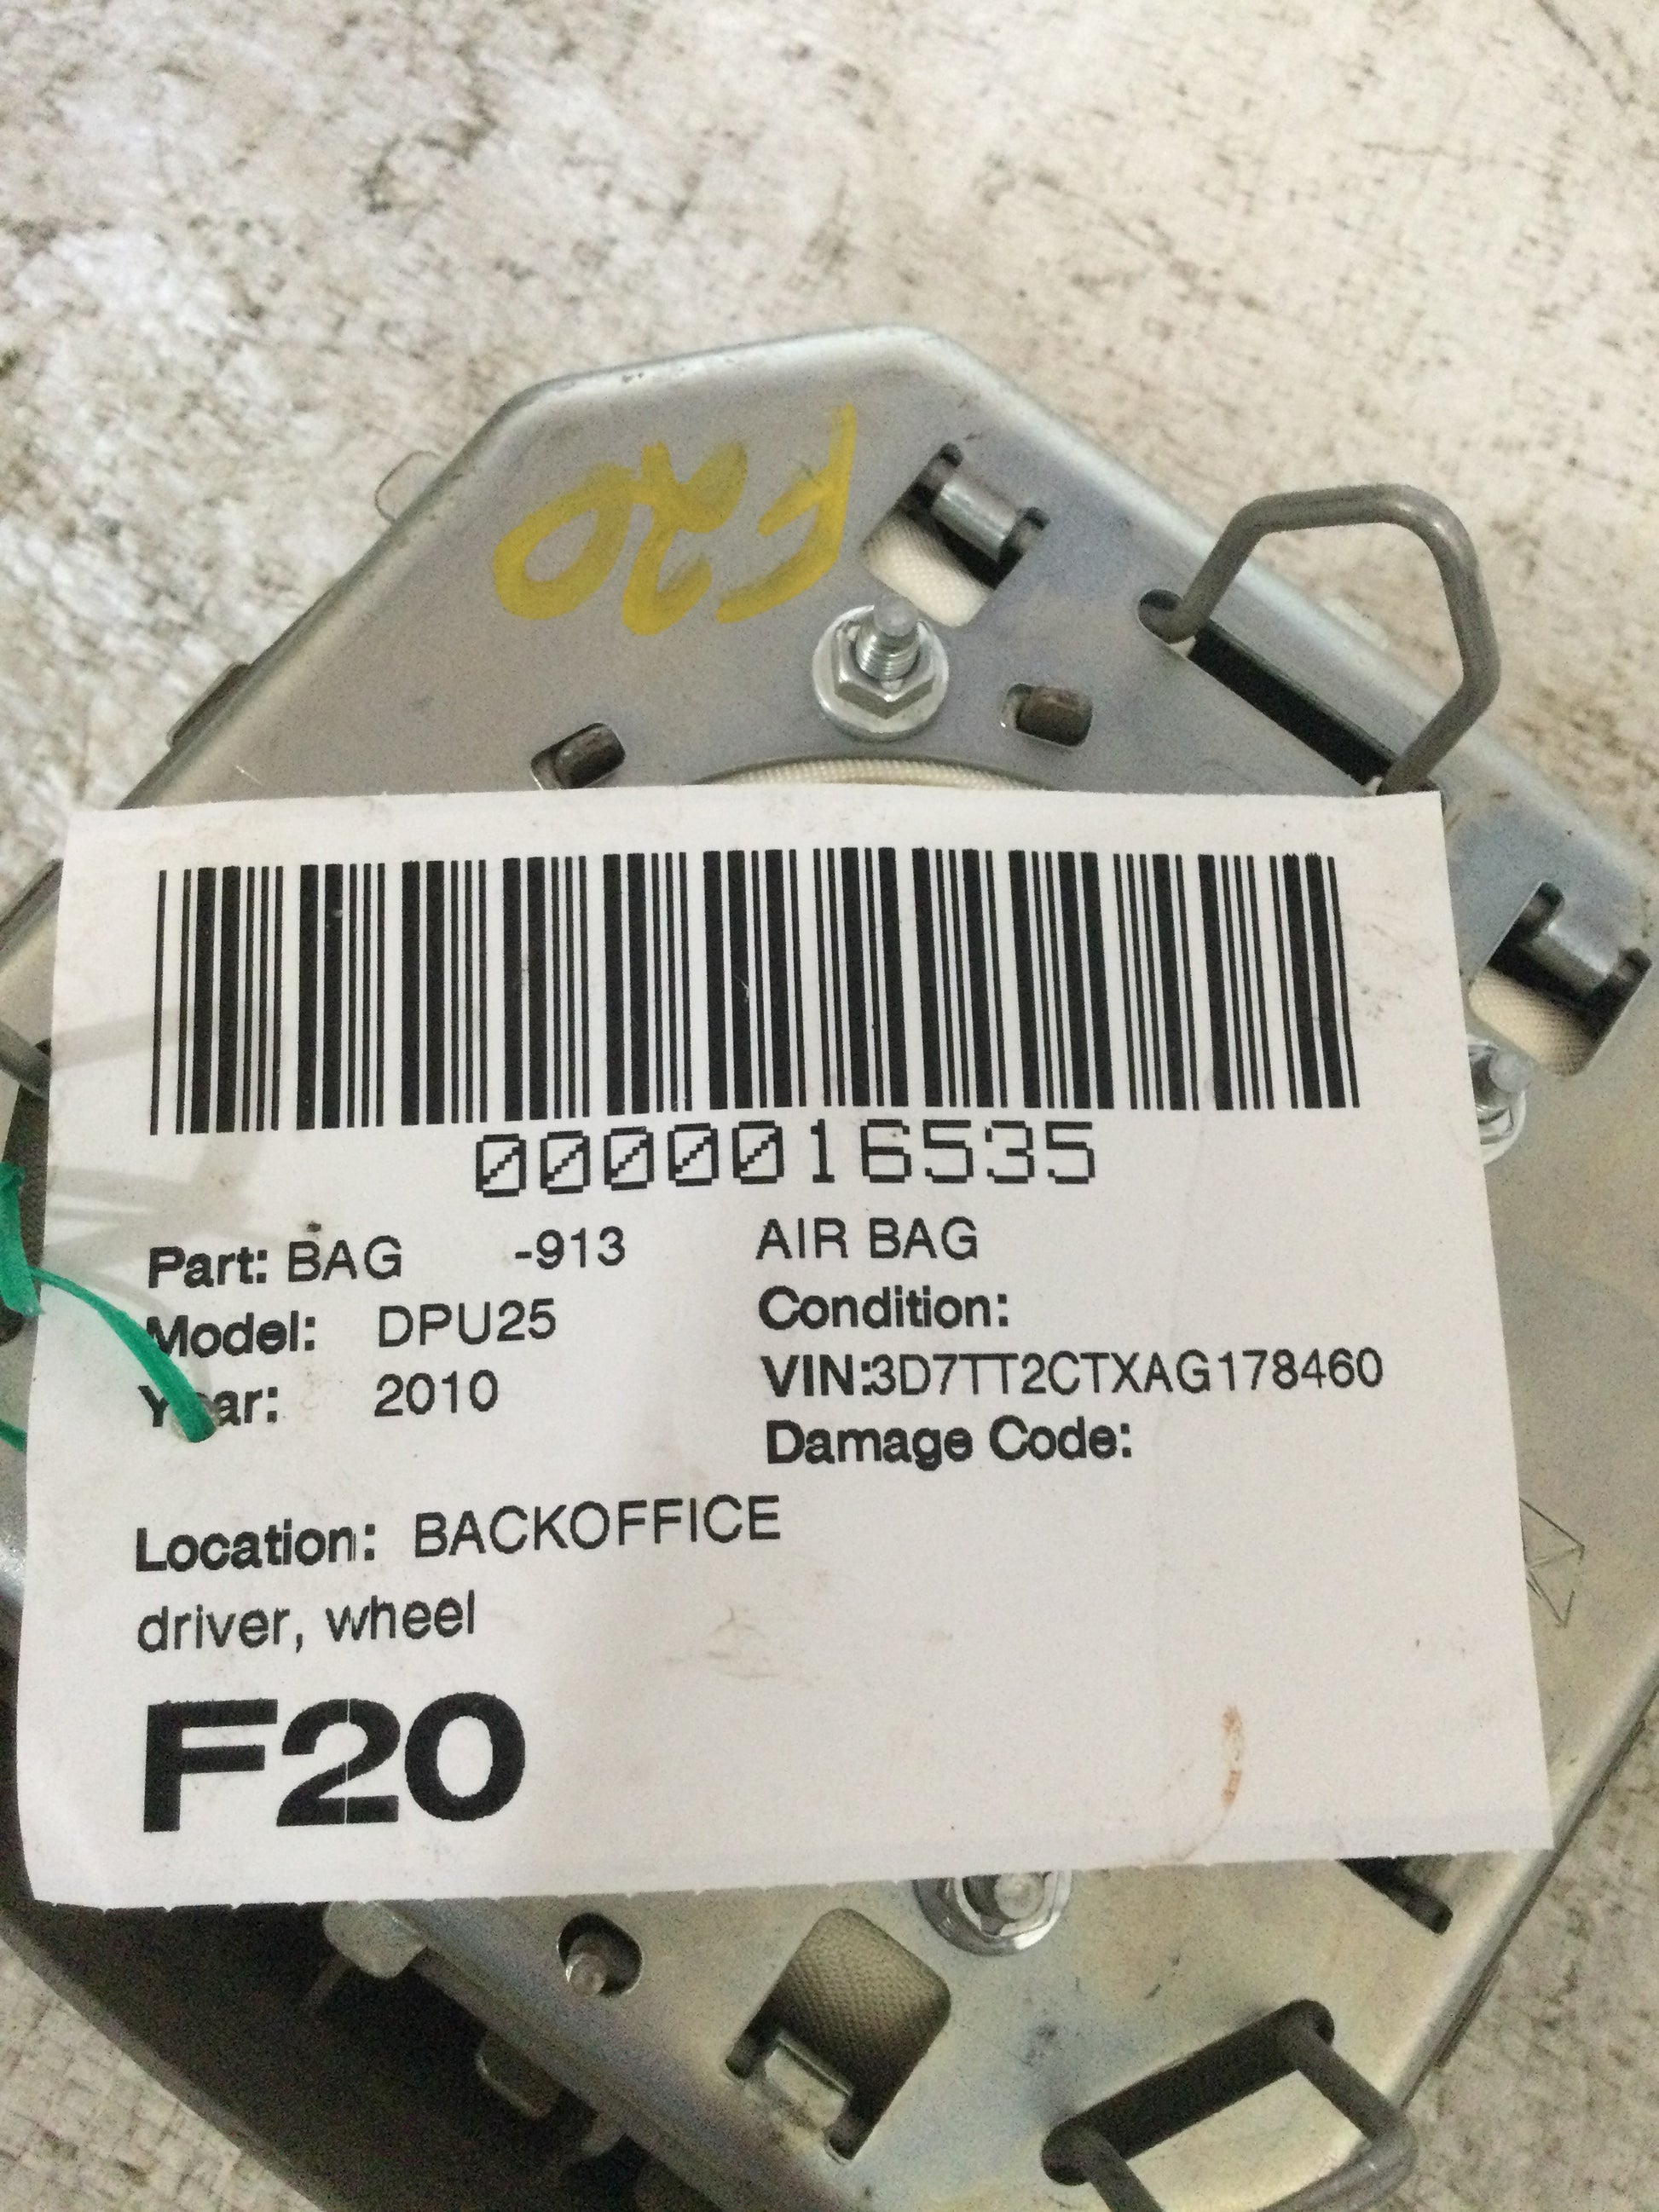 F20
0000016535
Part: BAG -913 AIR BAG
Model: DPU25 Condition:
Year: 2010 VIN:3D7TT2CTXAG178460
Damage Code:
Location: BACKOFFICE
driver, wheel
F20